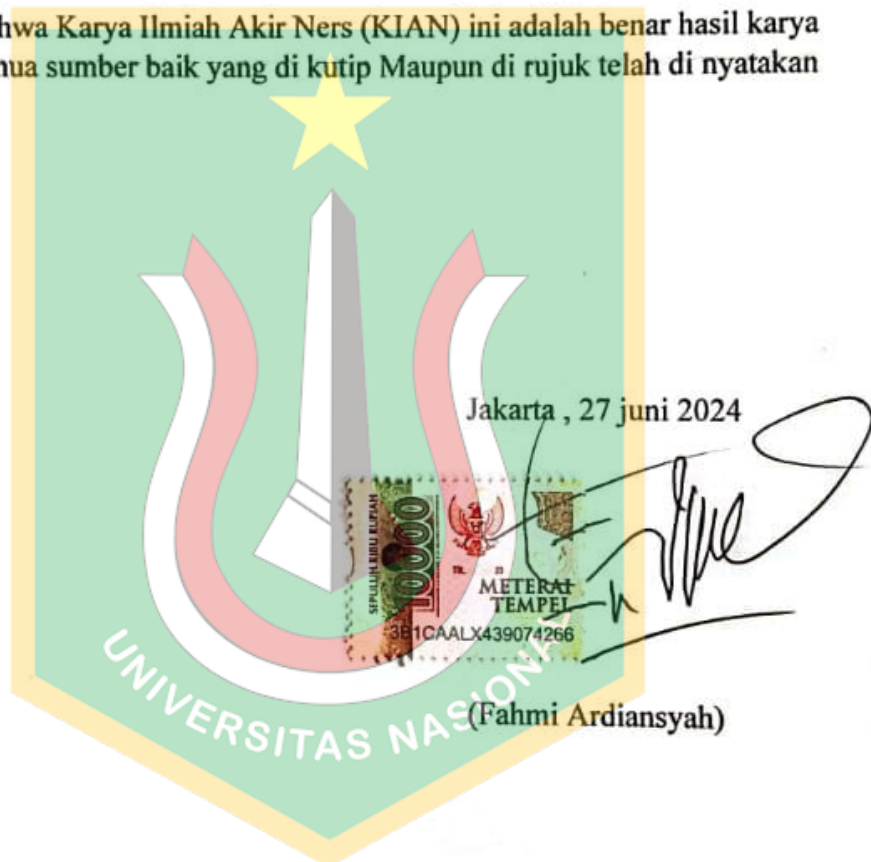 hwa Karya Ilmiah Akir Ners (KIAN) ini adalah benar hasil karya
nua sumber baik yang di kutip Maupun di rujuk telah di nyatakan
Jakarta , 27 juni 2024
SEPULUH RIBU RUPIAH
10000
METERAI
TEMPEL
3B1CAALX439074266
(Fahmi Ardiansyah)
UNIVERSITAS NASIONAL